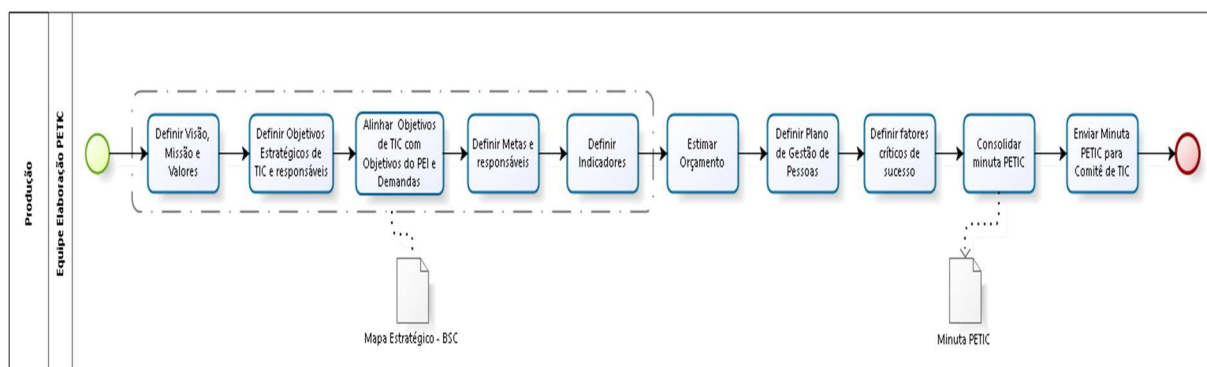 Produção
Equipe Elaboração PETIC
Definir Visão,
Missão e
Valores
Definir Objetivos
Estratégicos de
TIC e responsáveis
Alinhar Objetivos
de TIC com
Objetivos do PEI e
Demandas
Definir Metas e
responsáveis
Definir
Indicadores
Estimar
Orçamento
Definir Plano
de Gestão de
Pessoas
Definir fatores
críticos de
sucesso
Consolidar
minuta PETIC
Enviar Minuta
PETIC para
Comitê de TIC
Mapa Estratégico - BSC
Minuta PETIC